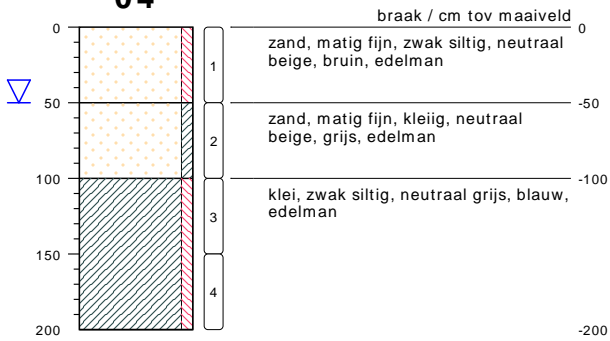 04
braak / cm tov maaiveld
0
0
zand, matig fijn, zwak siltig, neutraal
beige, bruin, edelman
1
50
-50
zand, matig fijn, kleiig, neutraal
beige, grijs, edelman
2
100
-100
klei, zwak siltig, neutraal grijs, blauw,
edelman
3
150
4
200
-200